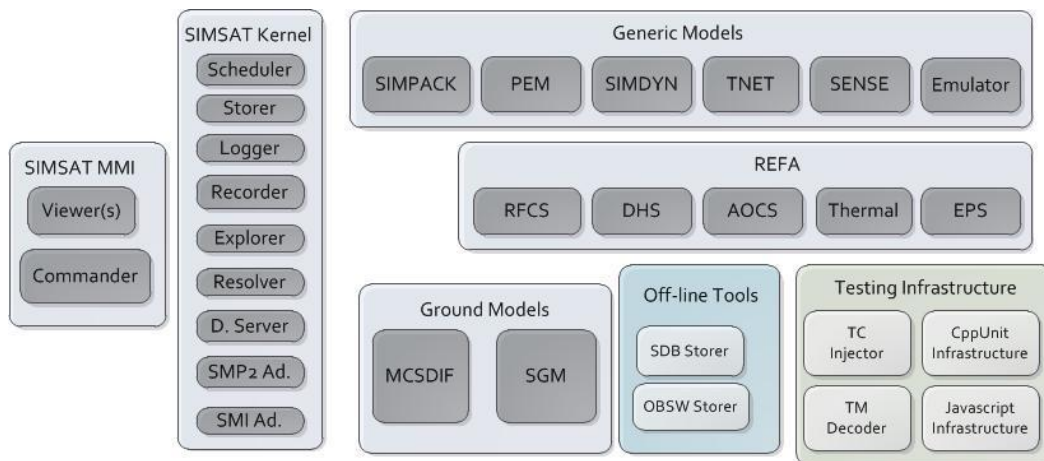 SIMSAT MMI
Viewer(s)
Commander
SIMSAT Kernel
Scheduler
Storer
Logger
Recorder
Explorer
Resolver
D. Server
SMP2 Ad.
SMI Ad.
Generic Models
SIMPACK
PEM
SIMDYN
TNET
SENSE
Emulator
REFA
RFCS
DHS
AOCS
Thermal
EPS
Ground Models
MCSDIF
SGM
Off-line Tools
SDB Storer
OBSW Storer
Testing Infrastructure
TC
Injector
CppUnit
Infrastructure
TM
Decoder
Javascript
Infrastructure